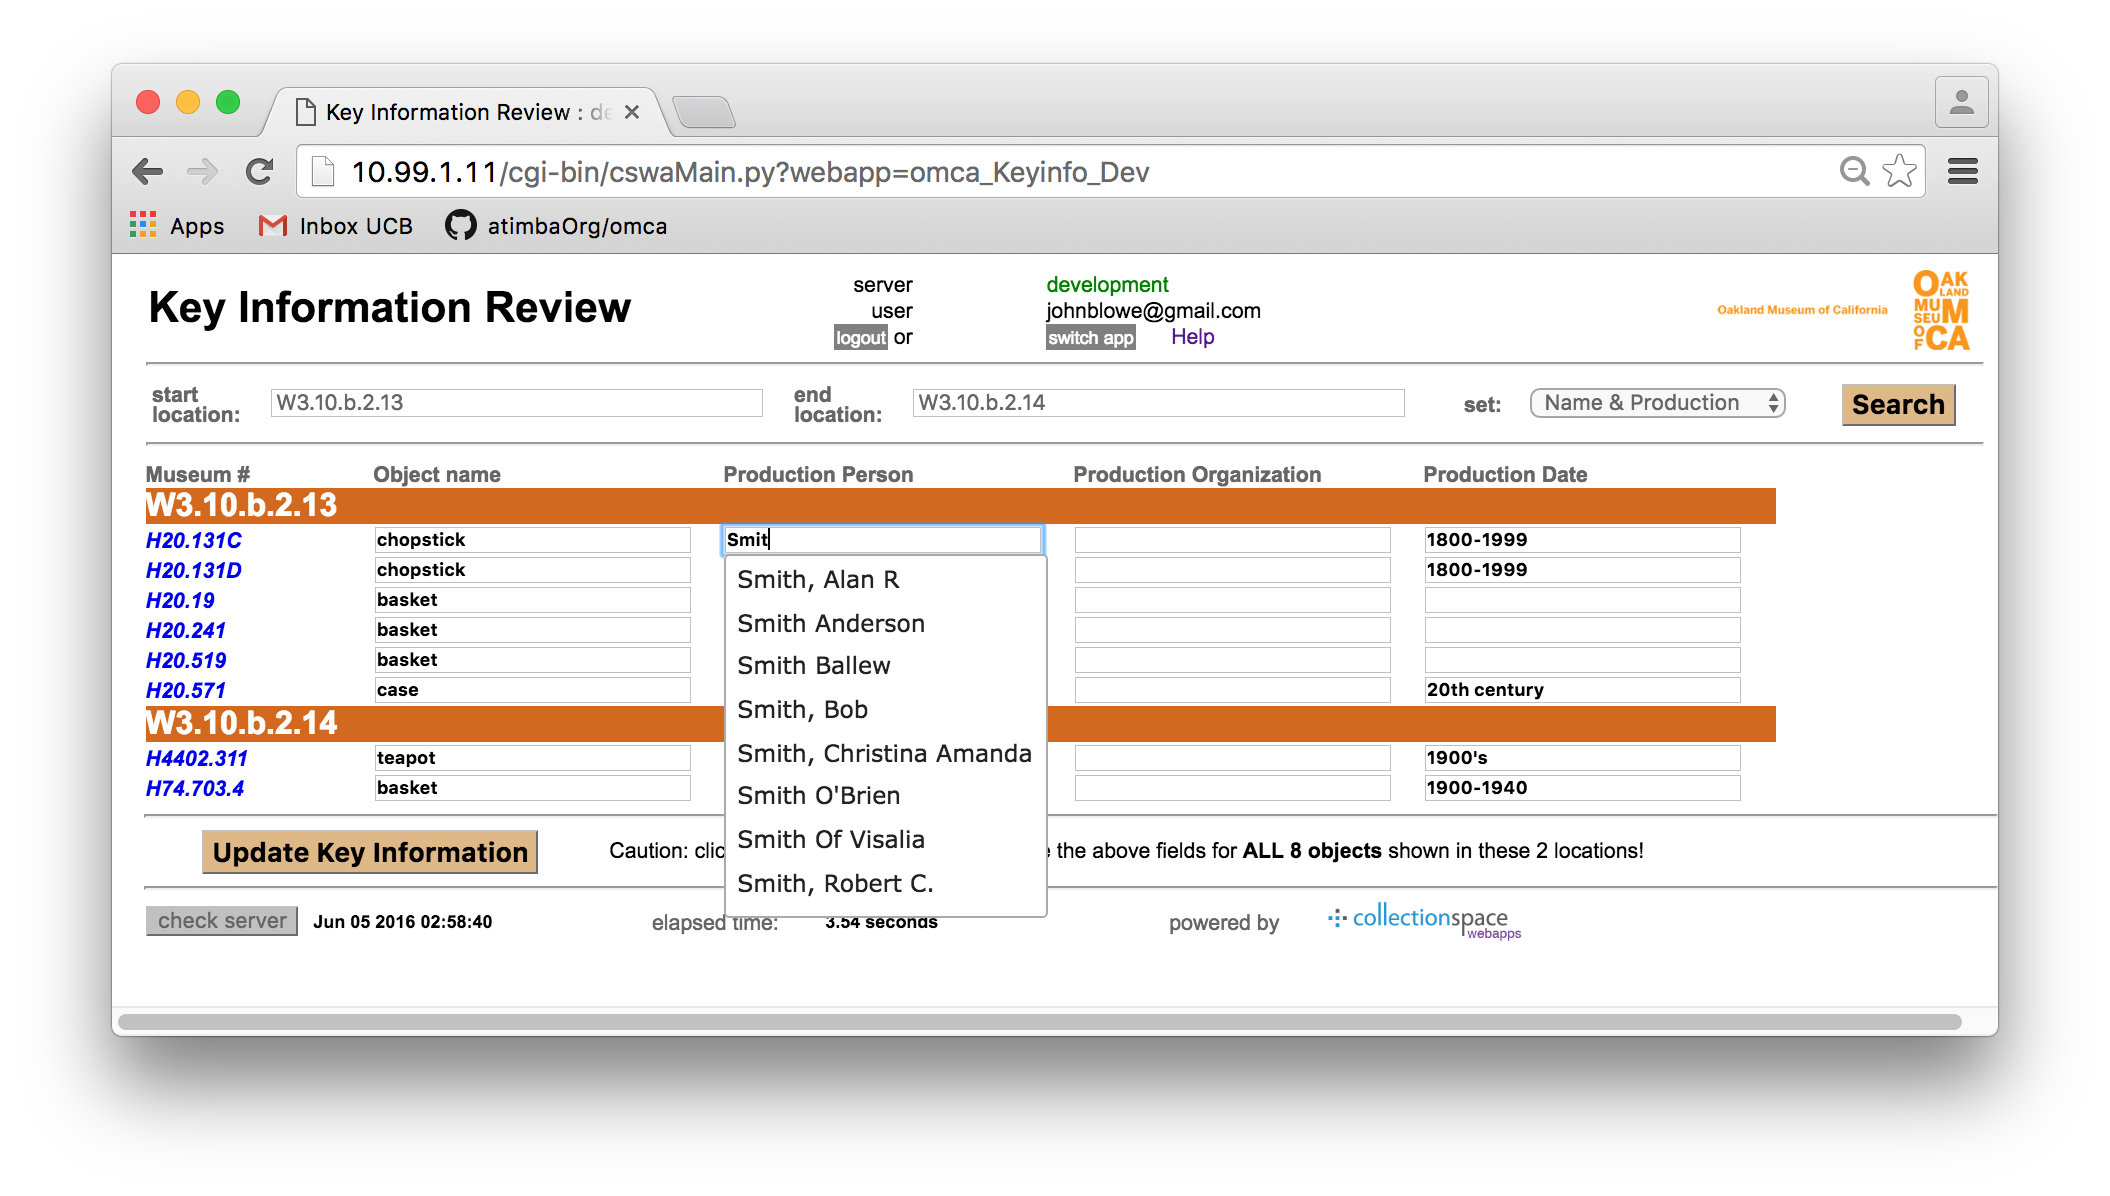 Key Information Review : de
10.99.1.11/cgi-bin/cswaMain.py?webapp=omca_Keyinfo_Dev
Apps Inbox UCB atimbaOrg/omca
Key Information Review
server development
user johnblowe@gmail.com
logout or switch app Help
Oakland Museum of California
OAK
LAND
MUM
SEU
OF CA
start location: W3.10.b.2.13 end location: W3.10.b.2.14 set: Name & Production Search
Museum # Object name Production Person Production Organization Production Date
W3.10.b.2.13
H20.131C chopstick Smit 1800-1999
H20.131D chopstick 1800-1999
H20.19 basket
H20.241 basket
H20.519 basket
H20.571 case 20th century
W3.10.b.2.14
H4402.311 teapot 1900's
H74.703.4 basket 1900-1940
Smith, Alan R
Smith Anderson
Smith Ballew
Smith, Bob
Smith, Christina Amanda
Smith O'Brien
Smith Of Visalia
Smith, Robert C.
Update Key Information Caution: clic the above fields for ALL 8 objects shown in these 2 locations!
check server Jun 05 2016 02:58:40 elapsed time: 3.54 seconds powered by collectionspace
webapps